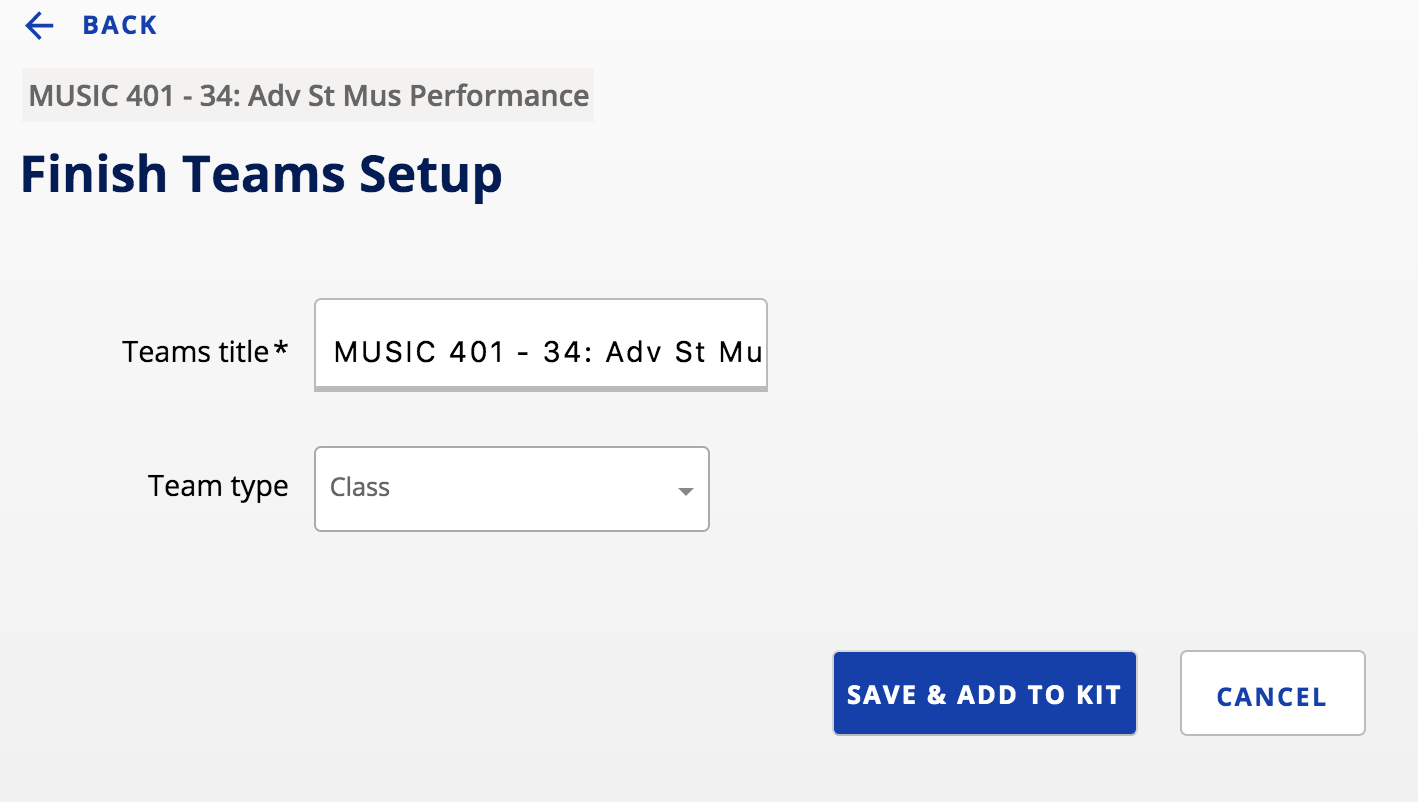 BACK
MUSIC 401 - 34: Adv St Mus Performance
Finish Teams Setup
Teams title*
MUSIC 401 - 34: Adv St Mu
Team type
Class
SAVE & ADD TO KIT
CANCEL